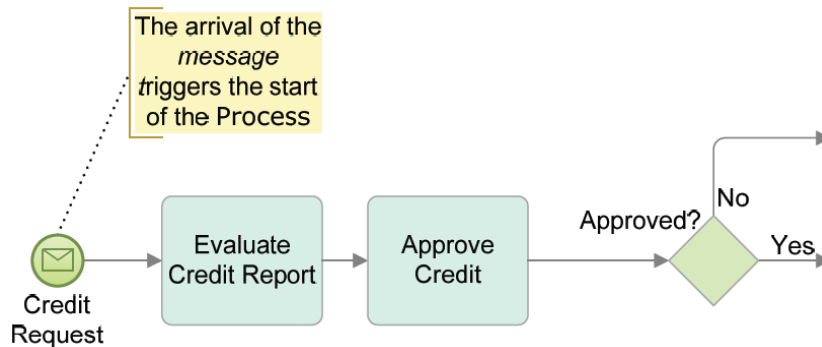 The arrival of the
message
triggers the start
of the Process
No
Approved?
Yes
Evaluate
Credit Report
Approve
Credit
Credit
Request